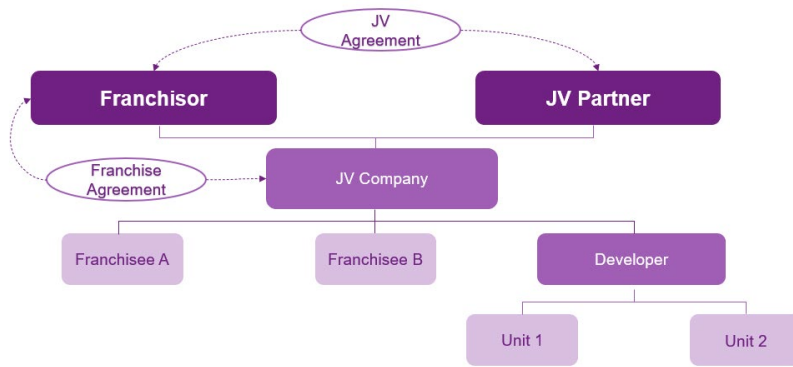 JV
Agreement
Franchisor
JV Partner
Franchise
Agreement
JV Company
Franchisee A
Franchisee B
Developer
Unit 1
Unit 2